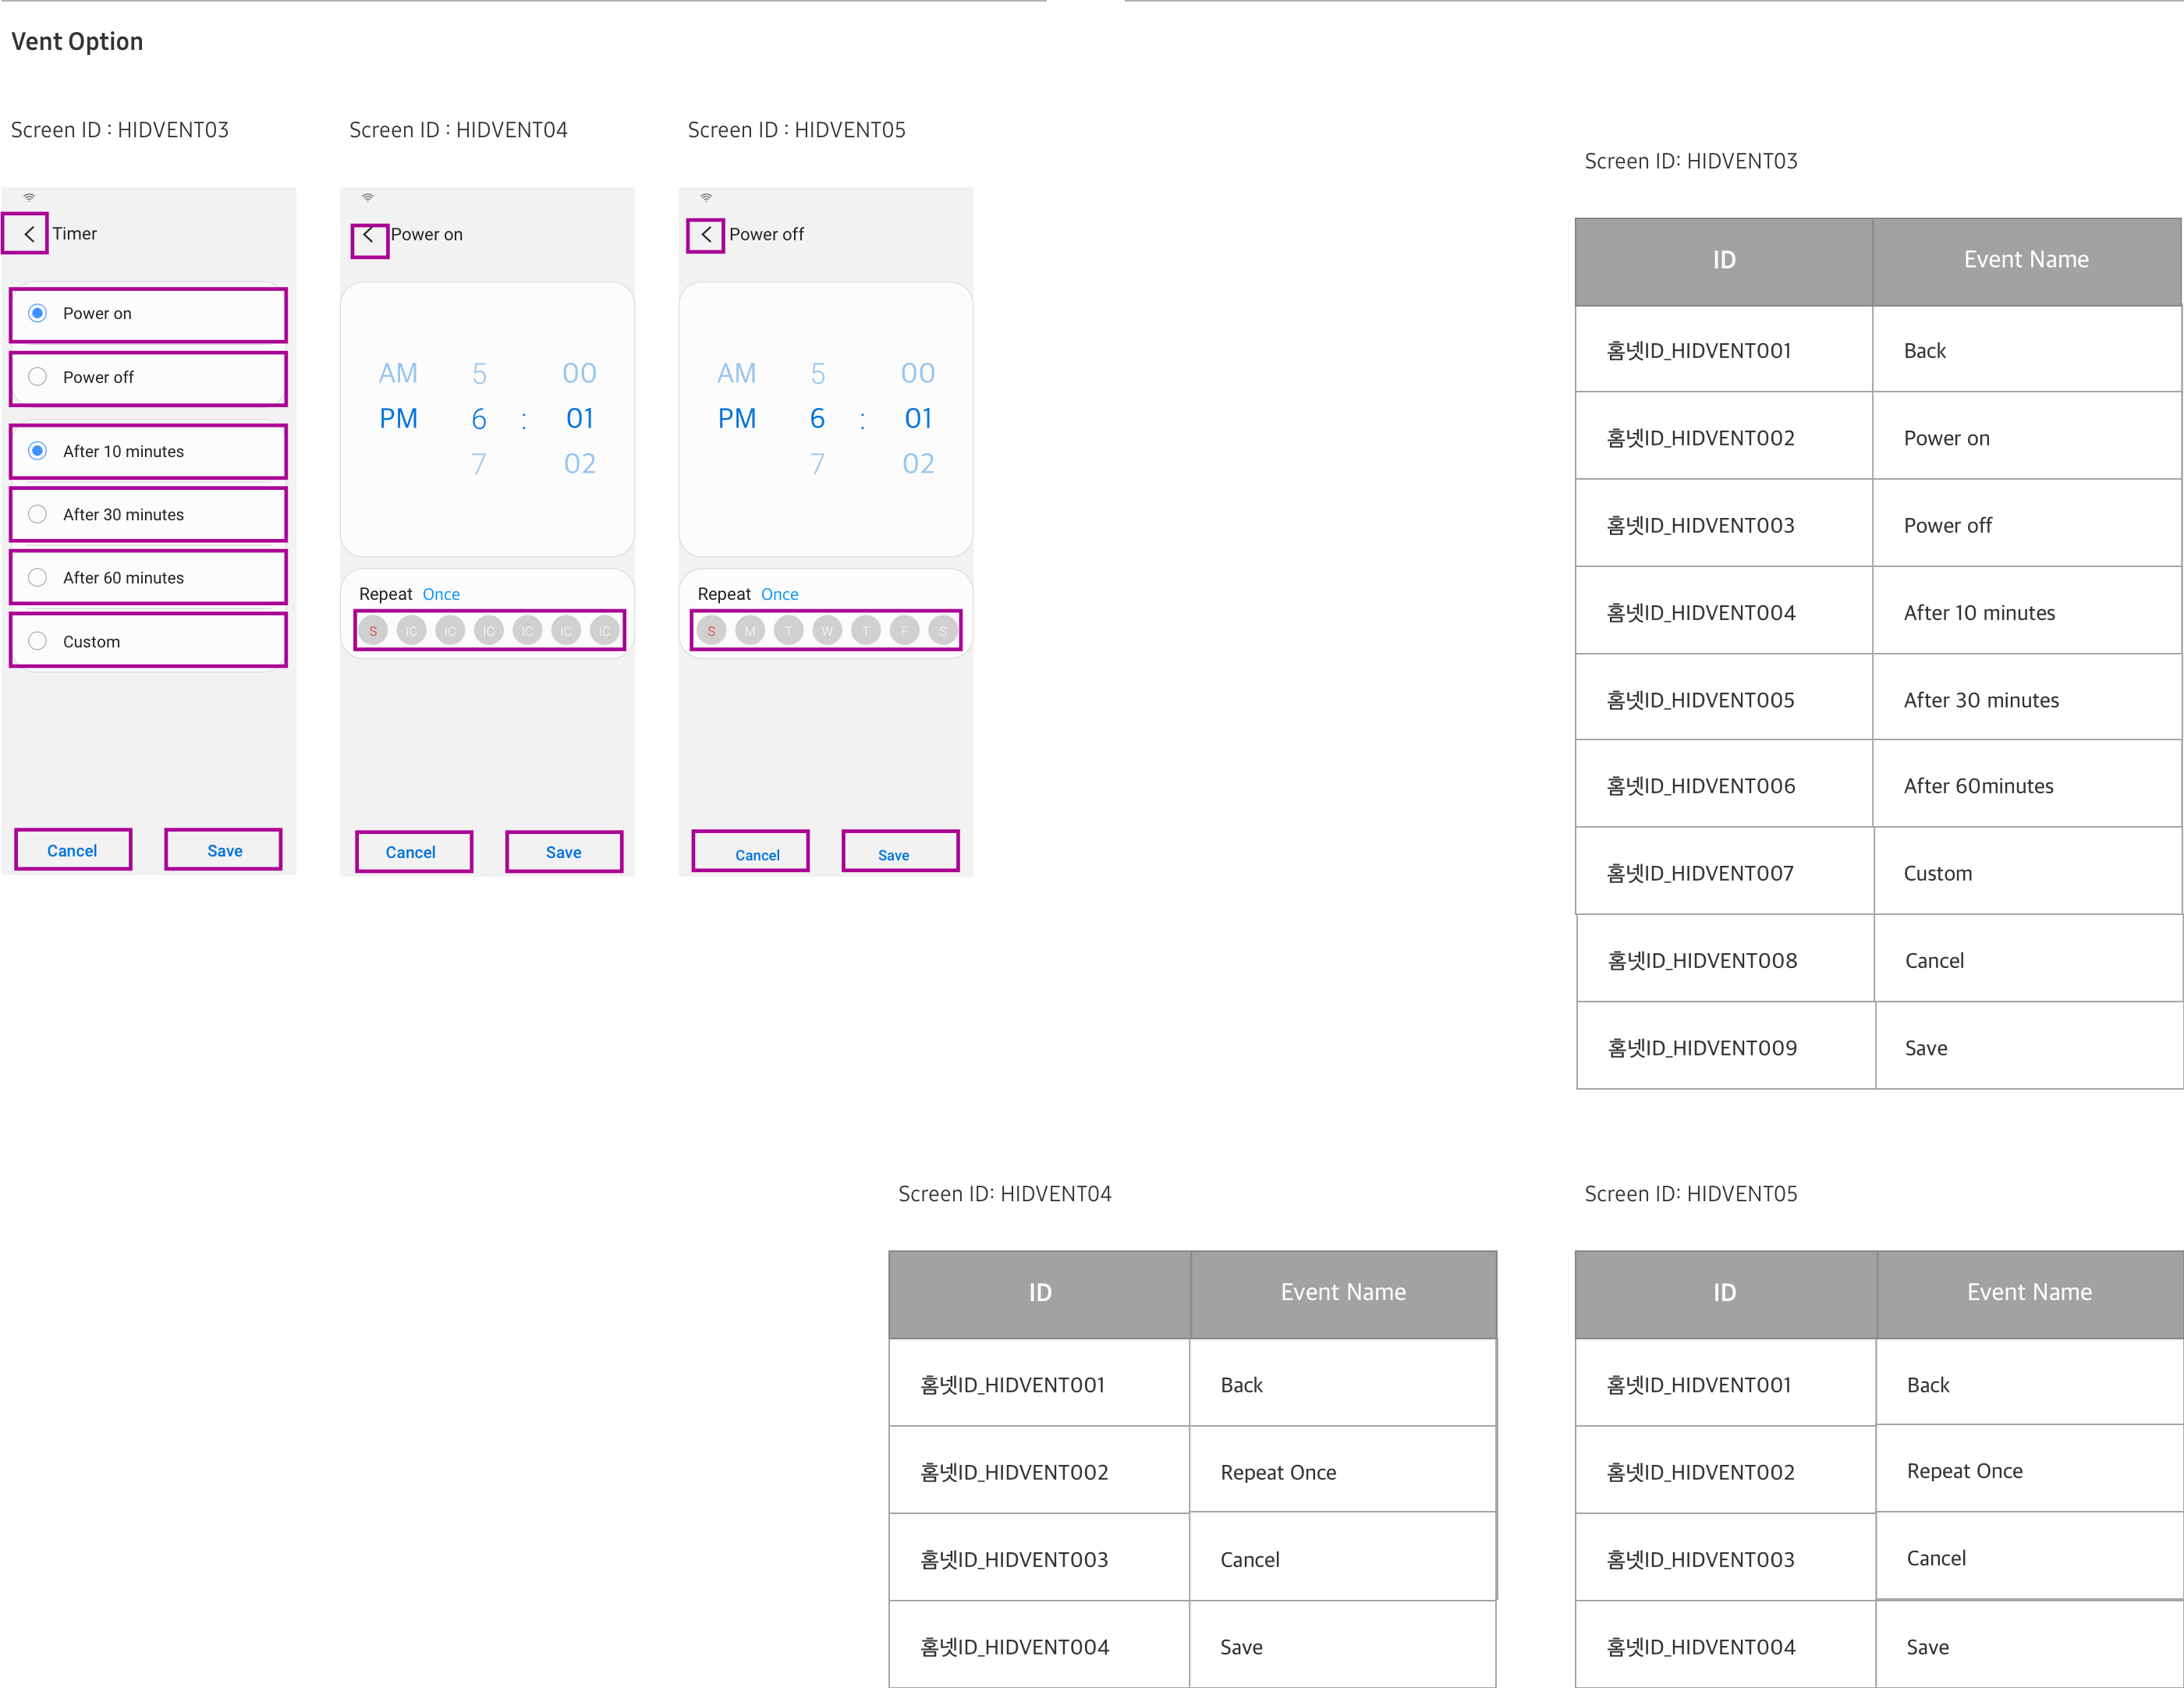 Vent Option
Screen ID : HIDVENT03
Timer
Power on
Power off
After 10 minutes
After 30 minutes
After 60 minutes
Custom
Cancel Save
Screen ID : HIDVENT04
Power on
AM 5 00
PM 6 : 01
7 02
Repeat Once
S IC IC IC IC IC IC
Cancel Save
Screen ID : HIDVENT05
Power off
AM 5 00
PM 6 : 01
7 02
Repeat Once
S M T W T F S
Cancel Save
Screen ID: HIDVENT03
ID Event Name
홈넷ID_HIDVENT001 Back
홈넷ID_HIDVENT002 Power on
홈넷ID_HIDVENT003 Power off
홈넷ID_HIDVENT004 After 10 minutes
홈넷ID_HIDVENT005 After 30 minutes
홈넷ID_HIDVENT006 After 60minutes
홈넷ID_HIDVENT007 Custom
홈넷ID_HIDVENT008 Cancel
홈넷ID_HIDVENT009 Save
Screen ID: HIDVENT04
ID Event Name
홈넷ID_HIDVENT001 Back
홈넷ID_HIDVENT002 Repeat Once
홈넷ID_HIDVENT003 Cancel
홈넷ID_HIDVENT004 Save
Screen ID: HIDVENT05
ID Event Name
홈넷ID_HIDVENT001 Back
홈넷ID_HIDVENT002 Repeat Once
홈넷ID_HIDVENT003 Cancel
홈넷ID_HIDVENT004 Save